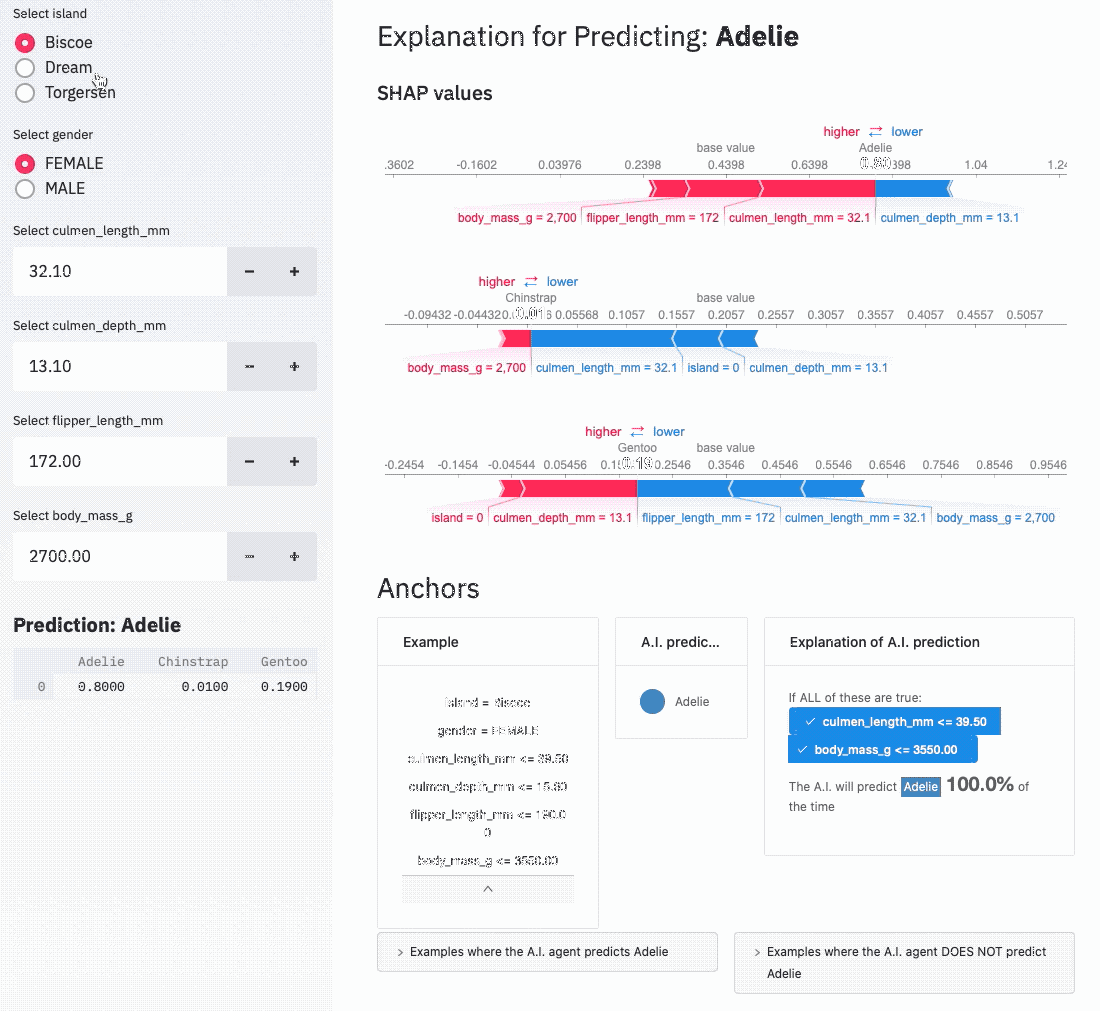 Select island
Biscoe
Dream
Torgersen
Select gender
FEMALE
MALE
Select culmen_length_mm
32.10
Select culmen_depth_mm
13.10
Select flipper_length_mm
172.00
Select body_mass_g
2700.00
Prediction: Adelie
Adelie Chinstrap Gentoo
0 0.8000 0.0100 0.1900
Explanation for Predicting: Adelie
SHAP values
higher lower
base value Adelie
.3602 -0.1602 0.03976 0.2398 0.4398 0.6398 0.80 398 1.04 1.24
body_mass_g = 2,700 flipper_length_mm = 172 culmen_length_mm = 32.1 culmen_depth_mm = 13.1
higher lower
Chinstrap base value
-0.09432 -0.04432 0.01 0.05568 0.1057 0.1557 0.2057 0.2557 0.3057 0.3557 0.4057 0.4557 0.5057
body_mass_g = 2,700 culmen_length_mm = 32.1 island = 0 culmen_depth_mm = 13.1
higher lower
Gentoo base value
-0.2454 -0.1454 -0.04544 0.05456 0.19 0.2546 0.3546 0.4546 0.5546 0.6546 0.7546 0.8546 0.9546
island = 0 culmen_depth_mm = 13.1 flipper_length_mm = 172 culmen_length_mm = 32.1 body_mass_g = 2,700
Anchors
Example
island = Biscoe
gender = FEMALE
culmen_length_mm <= 39.50
culmen_depth_mm <= 15.60
flipper_length_mm <= 190.0
0
body_mass_g <= 3550.00
A.I. predic...
Adelie
Explanation of A.I. prediction
If ALL of these are true:
culmen_length_mm <= 39.50
body_mass_g <= 3550.00
The A.I. will predict Adelie 100.0% of
the time
Examples where the A.I. agent predicts Adelie
Examples where the A.I. agent DOES NOT predict
Adelie